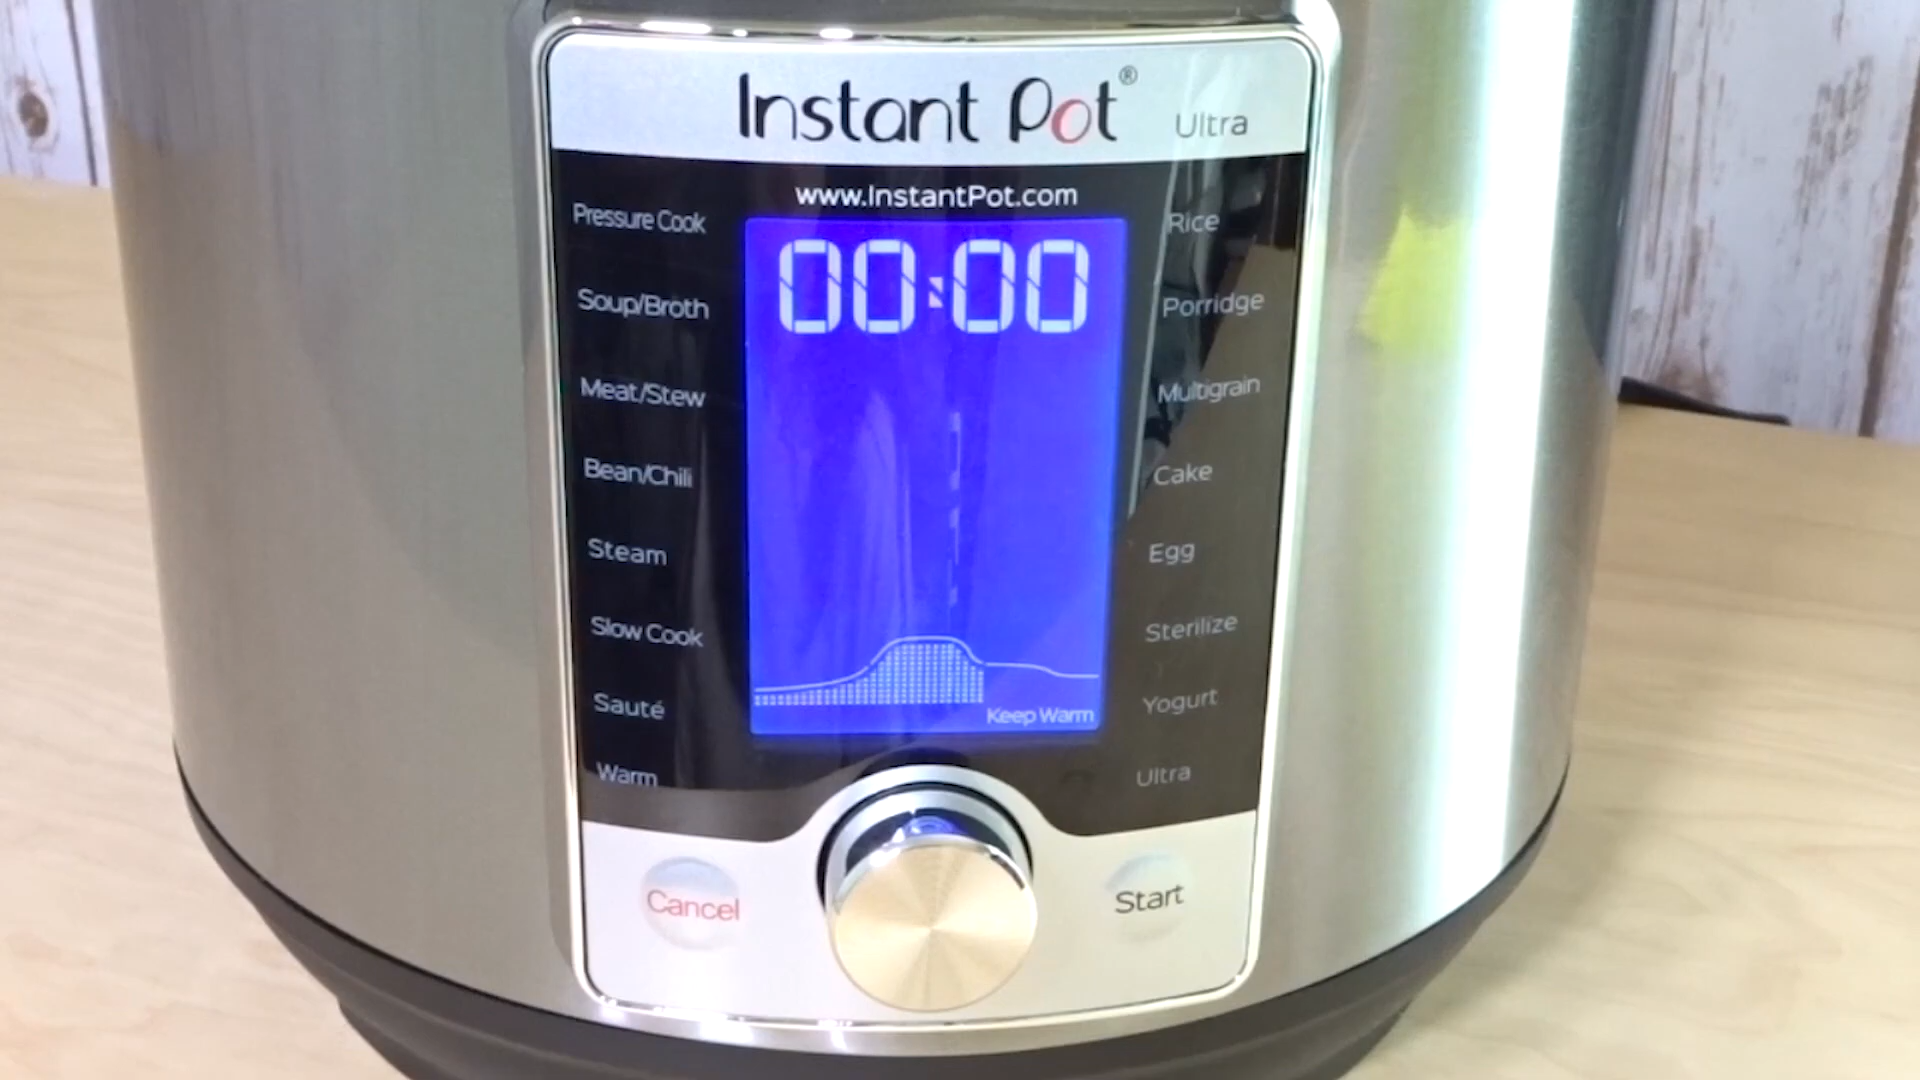 Instant Pot® Ultra
www.InstantPot.com
00:00
Pressure Cook
Soup/Broth
Meat/Stew
Bean/Chili
Steam
Slow Cook
Sauté
Warm
Rice
Porridge
Multigrain
Cake
Egg
Sterilize
Yogurt
Ultra
Keep Warm
Cancel
Start